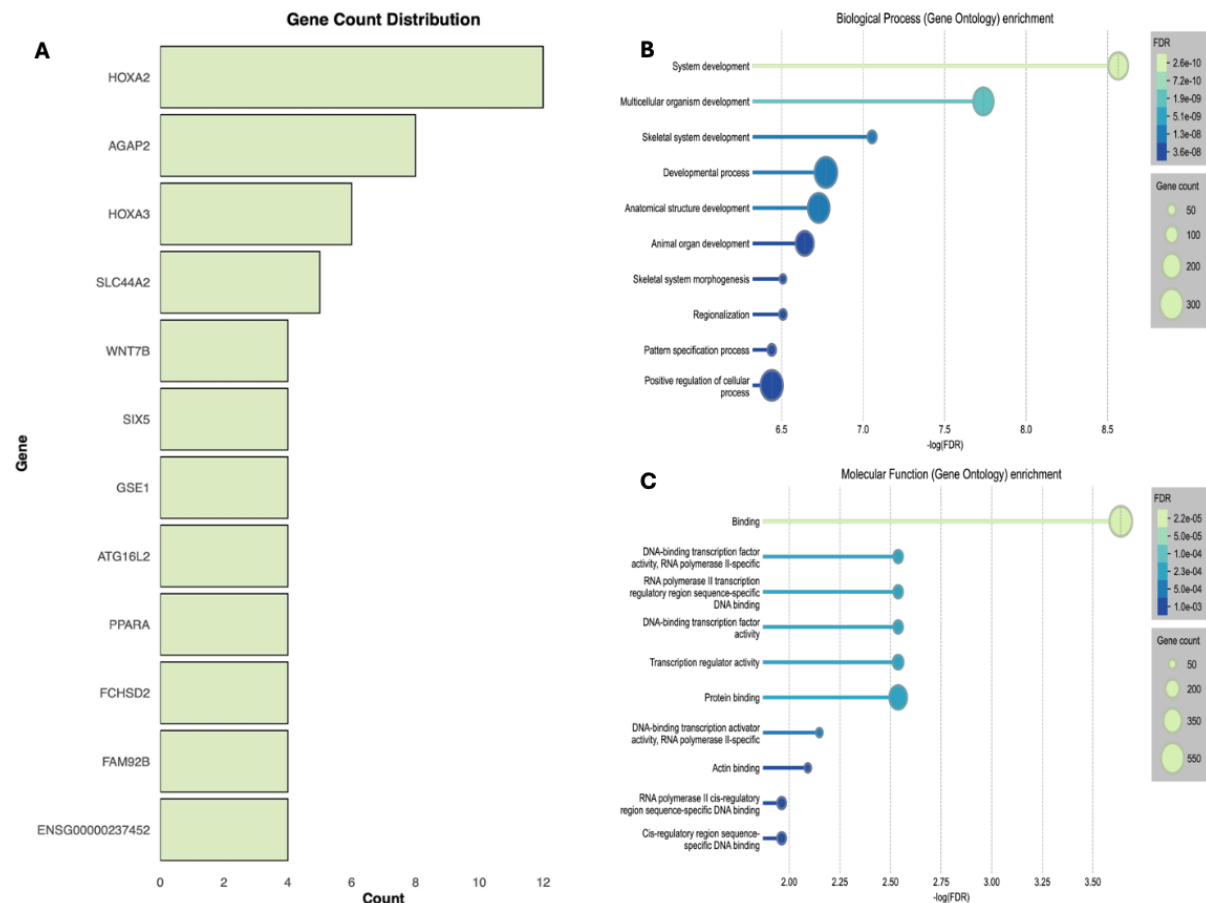 Gene Count Distribution
A
HOXA2
AGAP2
HOXA3
SLC44A2
WNT7B
SIX5
GSE1
ATG16L2
PPARA
FCHSD2
FAM92B
ENSG00000237452
Gene
0 2 4 6 8 10 12
Count
Biological Process (Gene Ontology) enrichment
B
System development
Multicellular organism development
Skeletal system development
Developmental process
Anatomical structure development
Animal organ development
Skeletal system morphogenesis
Regionalization
Pattern specification process
Positive regulation of cellular
process
6.5 7.0 7.5 8.0 8.5
-log(FDR)
FDR
2.6e-10
7.2e-10
1.9e-09
5.1e-09
1.3e-08
3.6e-08
Gene count
50
100
200
300
Molecular Function (Gene Ontology) enrichment
C
Binding
DNA-binding transcription factor
activity, RNA polymerase II-specific
RNA polymerase II transcription
regulatory region sequence-specific
DNA binding
DNA-binding transcription factor
activity
Transcription regulator activity
Protein binding
DNA-binding transcription activator
activity, RNA polymerase II-specific
Actin binding
RNA polymerase II cis-regulatory
region sequence-specific DNA binding
Cis-regulatory region sequence-
specific DNA binding
2.00 2.25 2.50 2.75 3.00 3.25 3.50
-log(FDR)
FDR
2.2e-05
5.0e-05
1.0e-04
2.3e-04
5.0e-04
1.0e-03
Gene count
50
200
350
550